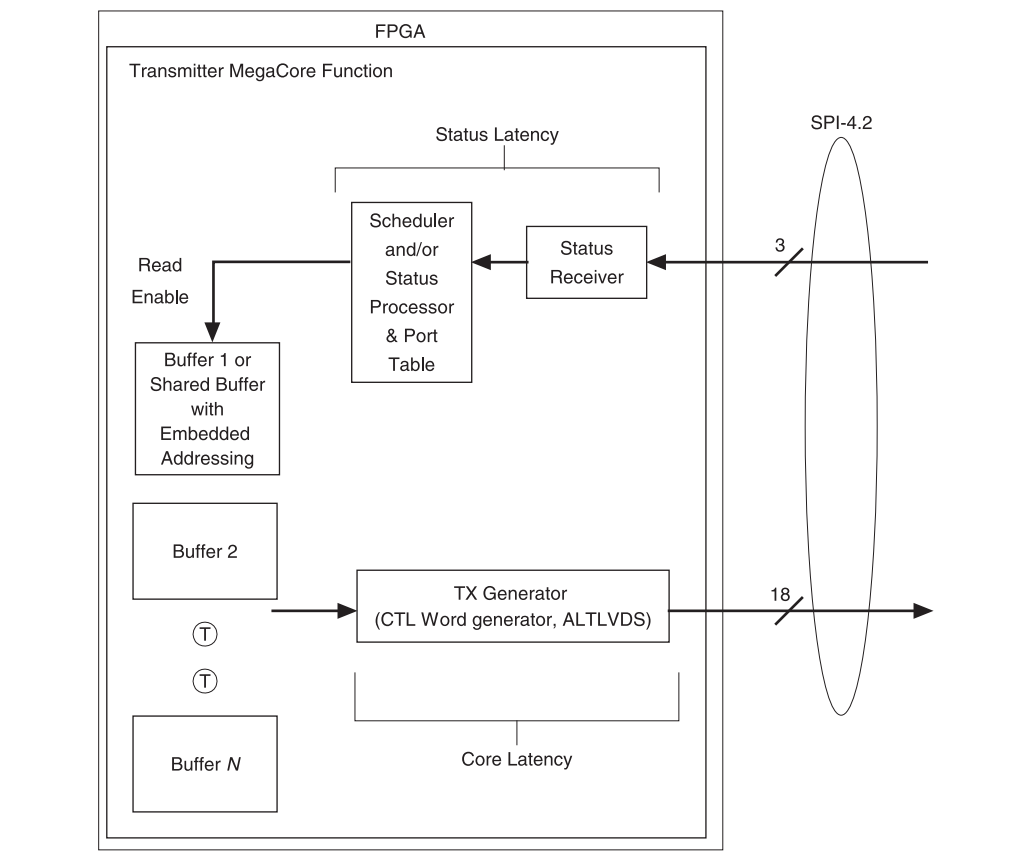 FPGA
Transmitter MegaCore Function
SPI-4.2
Status Latency
Scheduler
and/or
Status
Processor
& Port
Table
Status
Receiver
3
Read
Enable
Buffer 1 or
Shared Buffer
with
Embedded
Addressing
Buffer 2
TX Generator
(CTL Word generator, ALTLVDS)
18
T
T
Core Latency
Buffer N